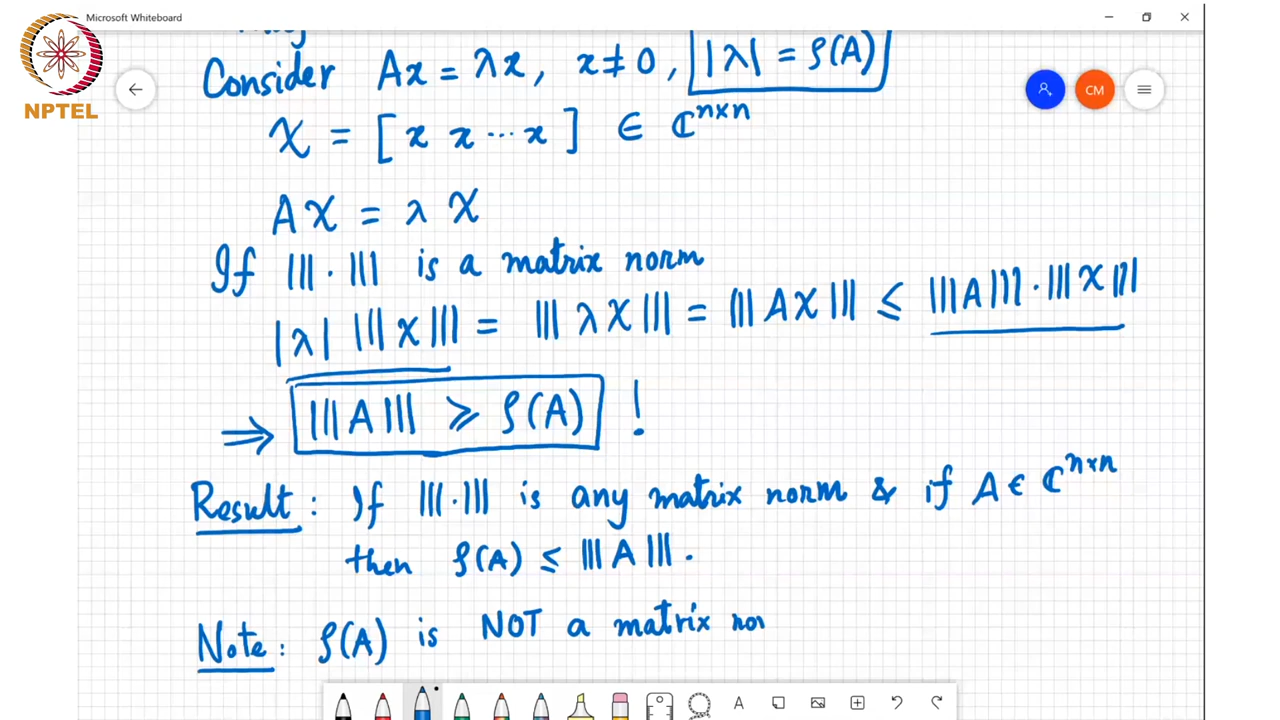 Microsoft Whiteboard
NPTEL
CM
Consider Ax = λx, x ≠ 0, |λ| = ρ(A)
X = [x x ⋯ x] ∈ ℂ^{n×n}
AX = λX
If |||·||| is a matrix norm
|λ| |||X||| = |||λX||| = |||AX||| ≤ |||A|||·|||X|||
⇒ |||A||| ≥ ρ(A) !
Result: If |||·||| is any matrix norm & if A ∈ ℂ^{n×n}
then ρ(A) ≤ |||A|||.
Note: ρ(A) is NOT a matrix nor
A